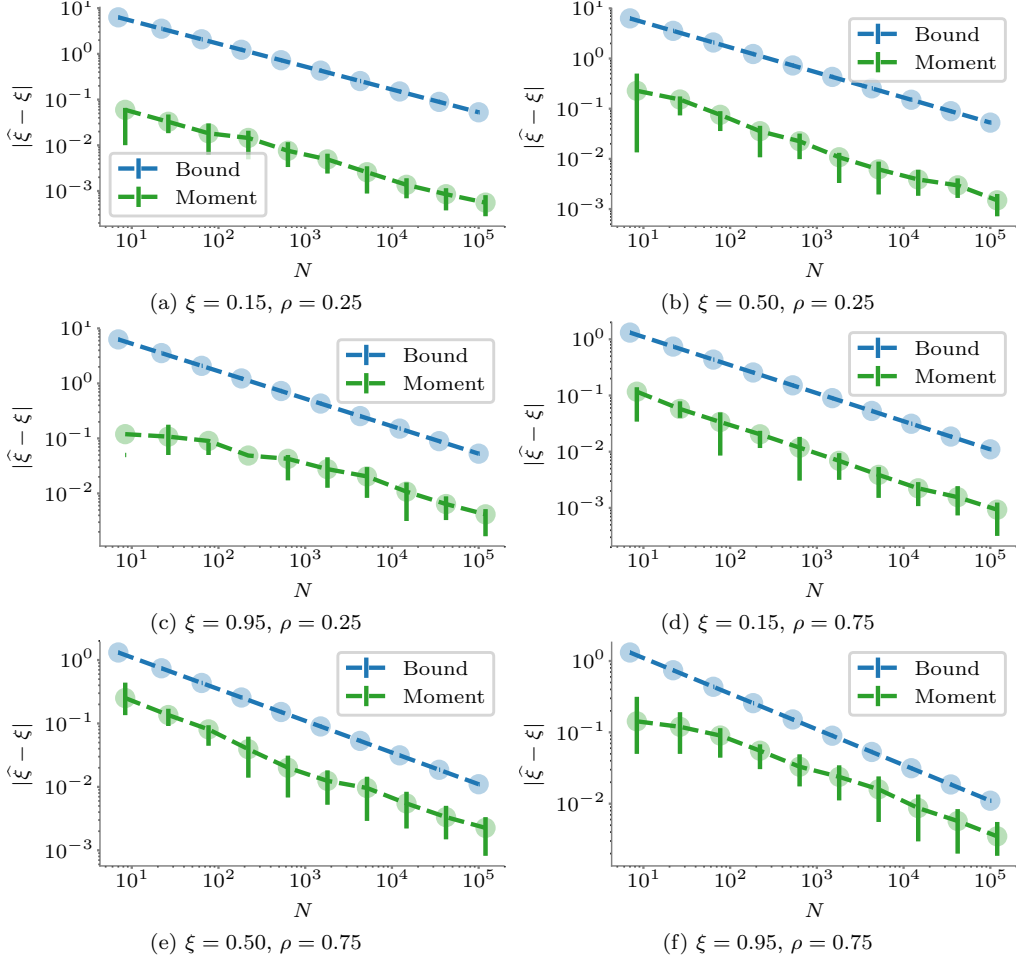 10^1
10^0
10^{-1}
10^{-2}
10^{-3}
|ξ̂ − ξ|
Bound
Moment
10^1 10^2 10^3 10^4 10^5
N
(a) ξ = 0.15, ρ = 0.25
10^1
10^0
10^{-1}
10^{-2}
10^{-3}
|ξ̂ − ξ|
Bound
Moment
10^1 10^2 10^3 10^4 10^5
N
(b) ξ = 0.50, ρ = 0.25
10^1
10^0
10^{-1}
10^{-2}
|ξ̂ − ξ|
Bound
Moment
10^1 10^2 10^3 10^4 10^5
N
(c) ξ = 0.95, ρ = 0.25
10^0
10^{-1}
10^{-2}
10^{-3}
|ξ̂ − ξ|
Bound
Moment
10^1 10^2 10^3 10^4 10^5
N
(d) ξ = 0.15, ρ = 0.75
10^0
10^{-1}
10^{-2}
10^{-3}
|ξ̂ − ξ|
Bound
Moment
10^1 10^2 10^3 10^4 10^5
N
(e) ξ = 0.50, ρ = 0.75
10^0
10^{-1}
10^{-2}
|ξ̂ − ξ|
Bound
Moment
10^1 10^2 10^3 10^4 10^5
N
(f) ξ = 0.95, ρ = 0.75